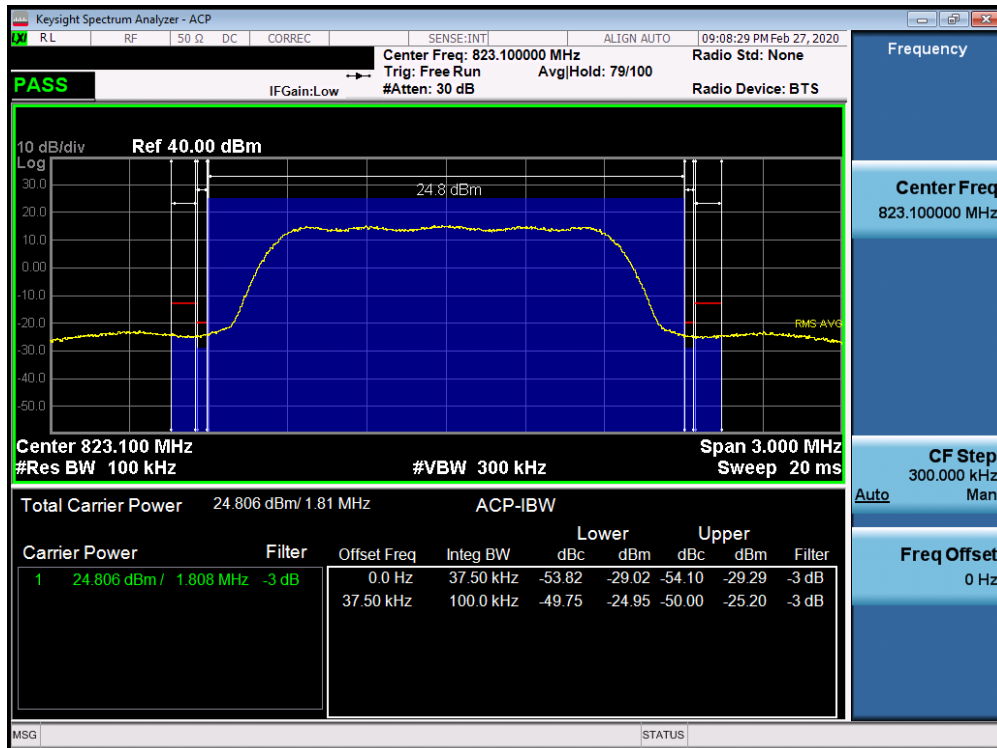 Keysight Spectrum Analyzer - ACP
LXI RL RF 50 Ω DC CORREC SENSE:INT ALIGN AUTO 09:08:29 PM Feb 27, 2020
Center Freq: 823.100000 MHz Radio Std: None
Trig: Free Run Avg|Hold: 79/100
PASS IFGain:Low #Atten: 30 dB Radio Device: BTS
10 dB/div Ref 40.00 dBm
Log
30.0
24.8 dBm
20.0
10.0
0.00
-10.0
-20.0
RMS AVG
-30.0
-40.0
-50.0
Center 823.100 MHz Span 3.000 MHz
#Res BW 100 kHz #VBW 300 kHz Sweep 20 ms
Total Carrier Power 24.806 dBm/ 1.81 MHz ACP-IBW
Lower Upper
Carrier Power Filter Offset Freq Integ BW dBc dBm dBc dBm Filter
1 24.806 dBm / 1.808 MHz -3 dB 0.0 Hz 37.50 kHz -53.82 -29.02 -54.10 -29.29 -3 dB
37.50 kHz 100.0 kHz -49.75 -24.95 -50.00 -25.20 -3 dB
MSG STATUS
Frequency
Center Freq
823.100000 MHz
CF Step
300.000 kHz
Auto Man
Freq Offset
0 Hz